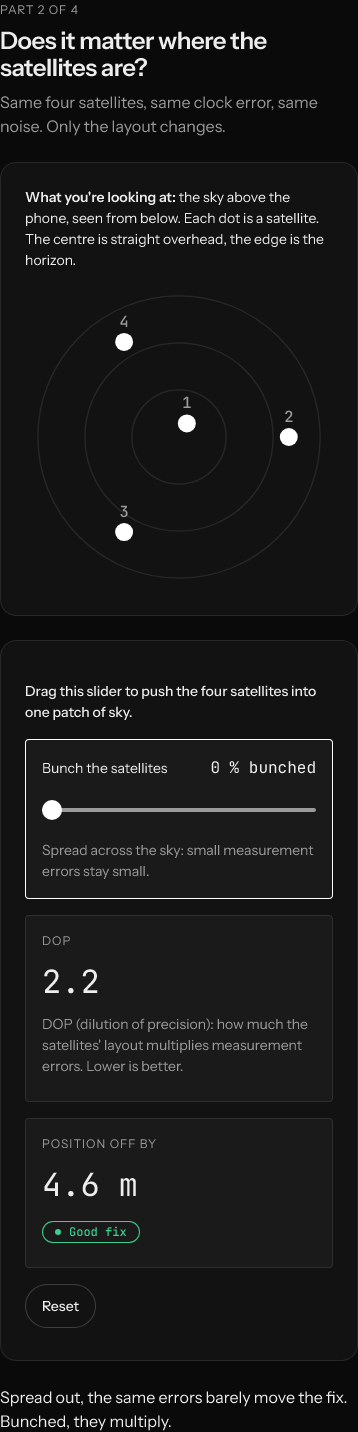 PART 2 OF 4
Does it matter where the
satellites are?
Same four satellites, same clock error, same
noise. Only the layout changes.
What you're looking at: the sky above the
phone, seen from below. Each dot is a satellite.
The centre is straight overhead, the edge is the
horizon.
4
1
2
3
Drag this slider to push the four satellites into
one patch of sky.
Bunch the satellites 0 % bunched
Spread across the sky: small measurement
errors stay small.
DOP
2.2
DOP (dilution of precision): how much the
satellites' layout multiplies measurement
errors. Lower is better.
POSITION OFF BY
4.6 m
Good fix
Reset
Spread out, the same errors barely move the fix.
Bunched, they multiply.